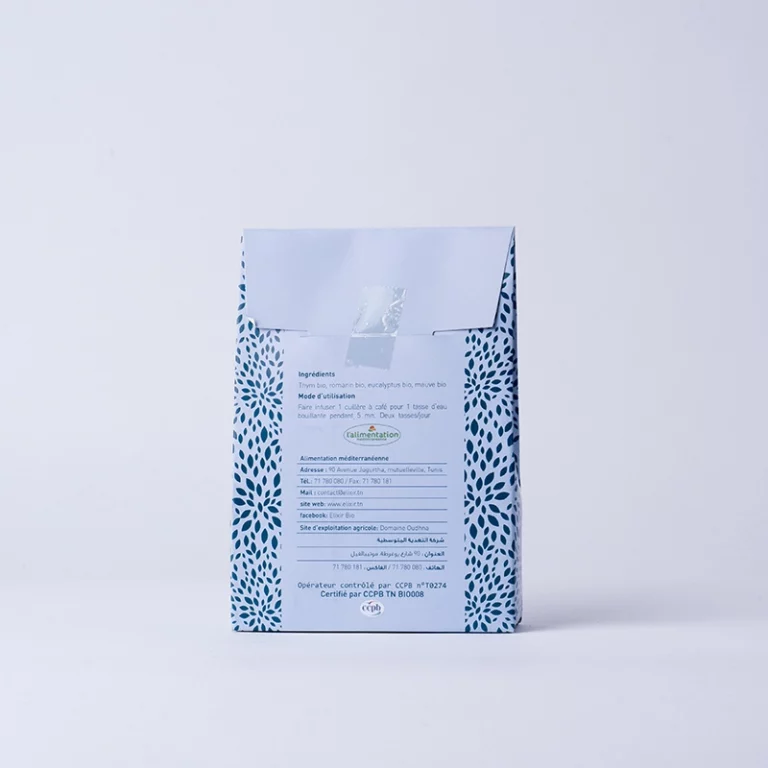 Ingrédients
Thym bio, romarin bio, eucalyptus bio, mauve bio
Mode d'utilisation
Faire infuser 1 cuillère à café pour 1 tasse d'eau
bouillante pendant 5 mn. Deux tasses/jour
l'alimentation
Alimentation méditerranéenne
Adresse : 90 Avenue Jugurtha, mutuelleville, Tunis
Tél.: 71 780 080 / Fax: 71 780 181
Mail : contact@elixir.tn
site web: www.elixir.tn
facebook: Elixir Bio
Site d'exploitation agricole: Domaine Oudhna
شركة التغذية المتوسطية
العنوان: 90 شارع يوغرطة ميتيالفيل
الهاتف: 71 780 080 / الفاكس: 71 780 181
Opérateur contrôlé par CCPB n°T0274
Certifié par CCPB TN BIO008
ccpb